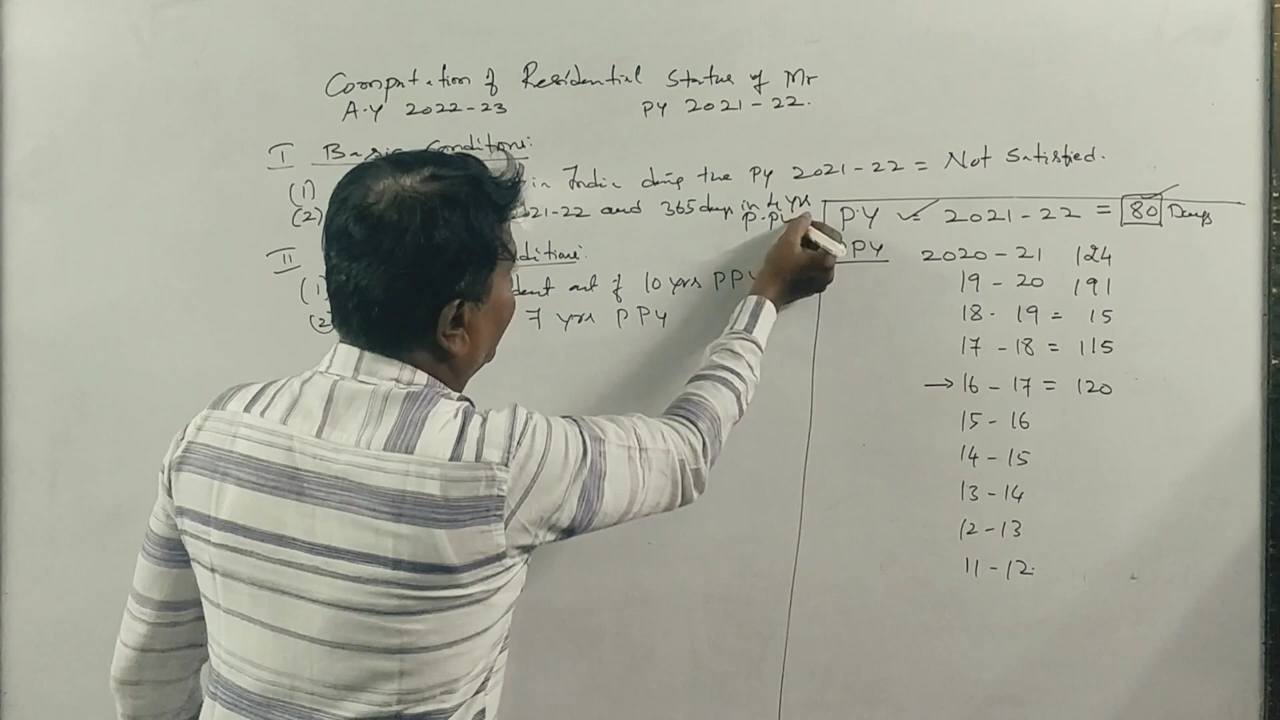 Computation of Residential Status of Mr
A.Y 2022-23 PY 2021-22.
I Basic Conditions:
(1) in India during the PY 2021-22 = Not Satisfied.
(2) 21-22 and 365 days in 4 yrs
P.PY
II ditions:
(1) dent out of 10 yrs PPY
(2) 7 yrs PPY
P.Y 2021-22 = 80 Days
PY 2020-21 124
19-20 191
18-19 = 15
17-18 = 115
→ 16-17 = 120
15-16
14-15
13-14
12-13
11-12